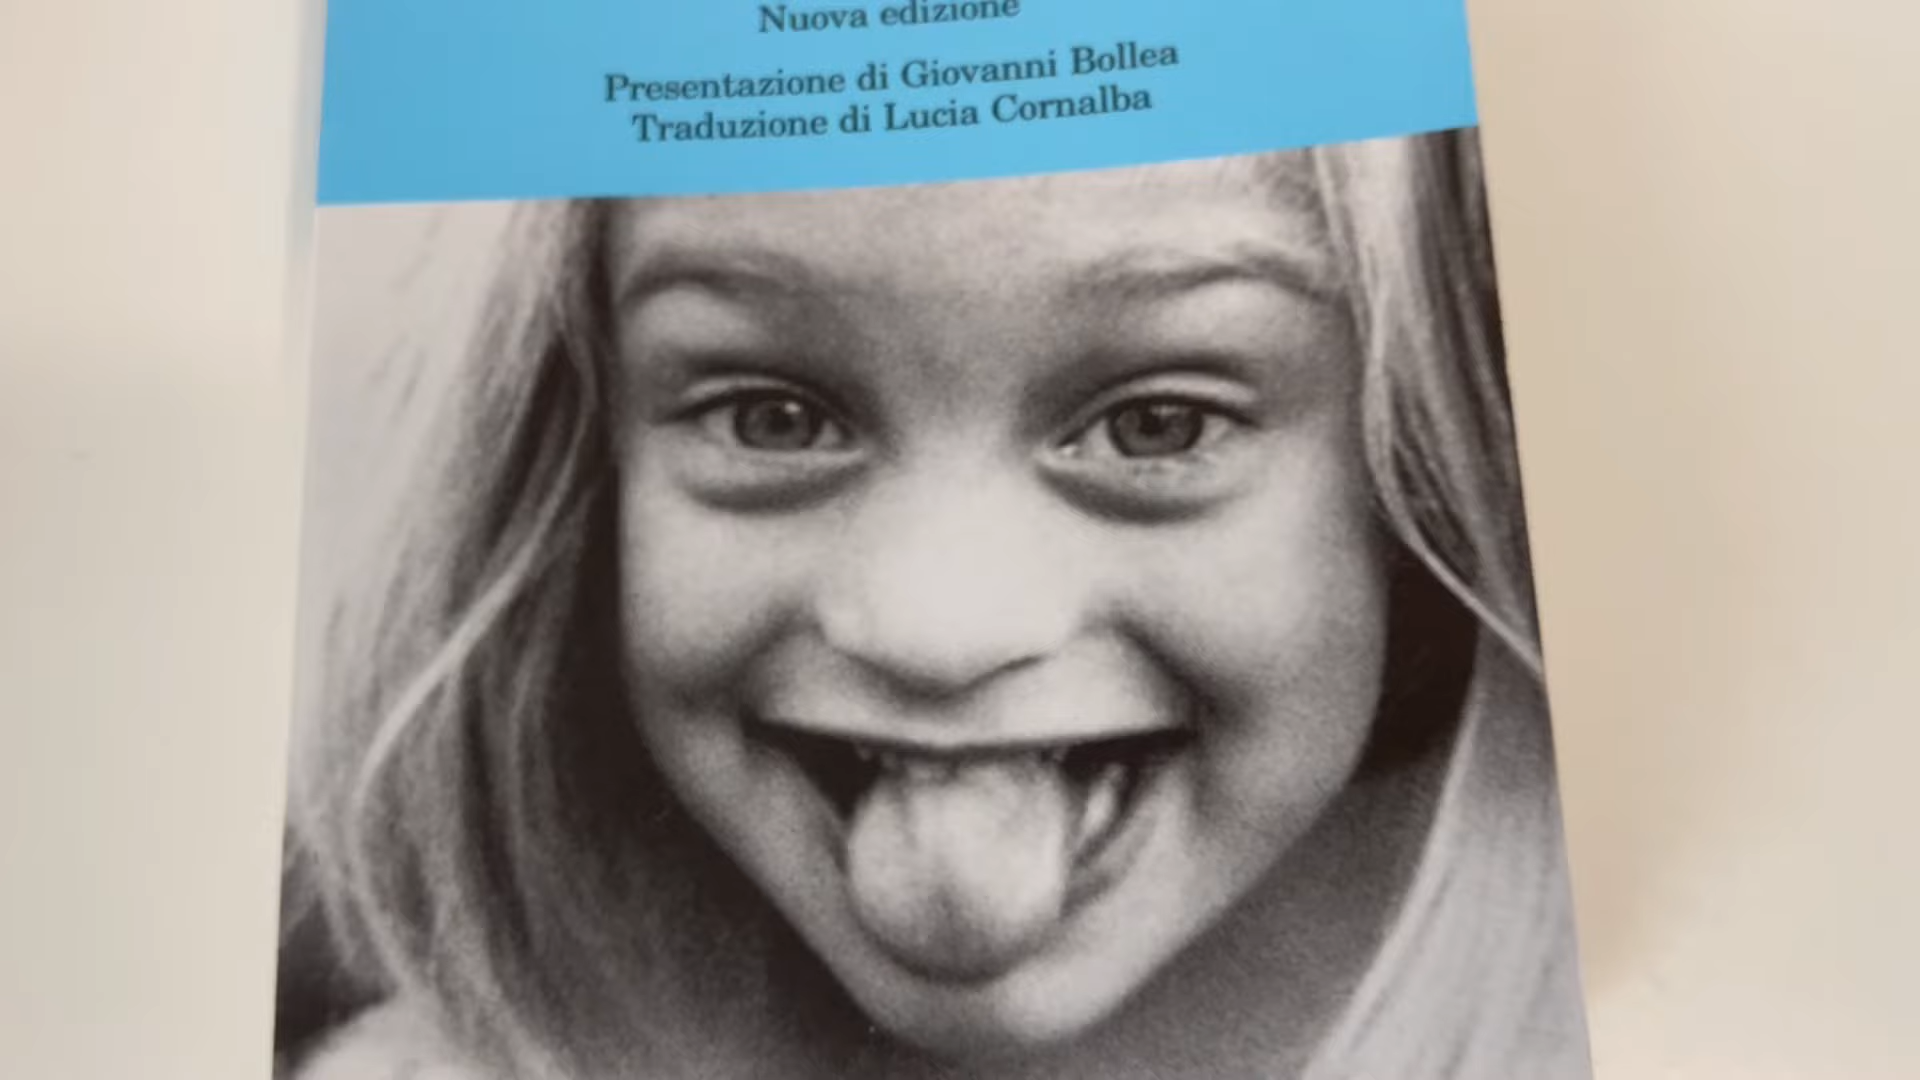 Nuova edizione
Presentazione di Giovanni Bollea
Traduzione di Lucia Cornalba